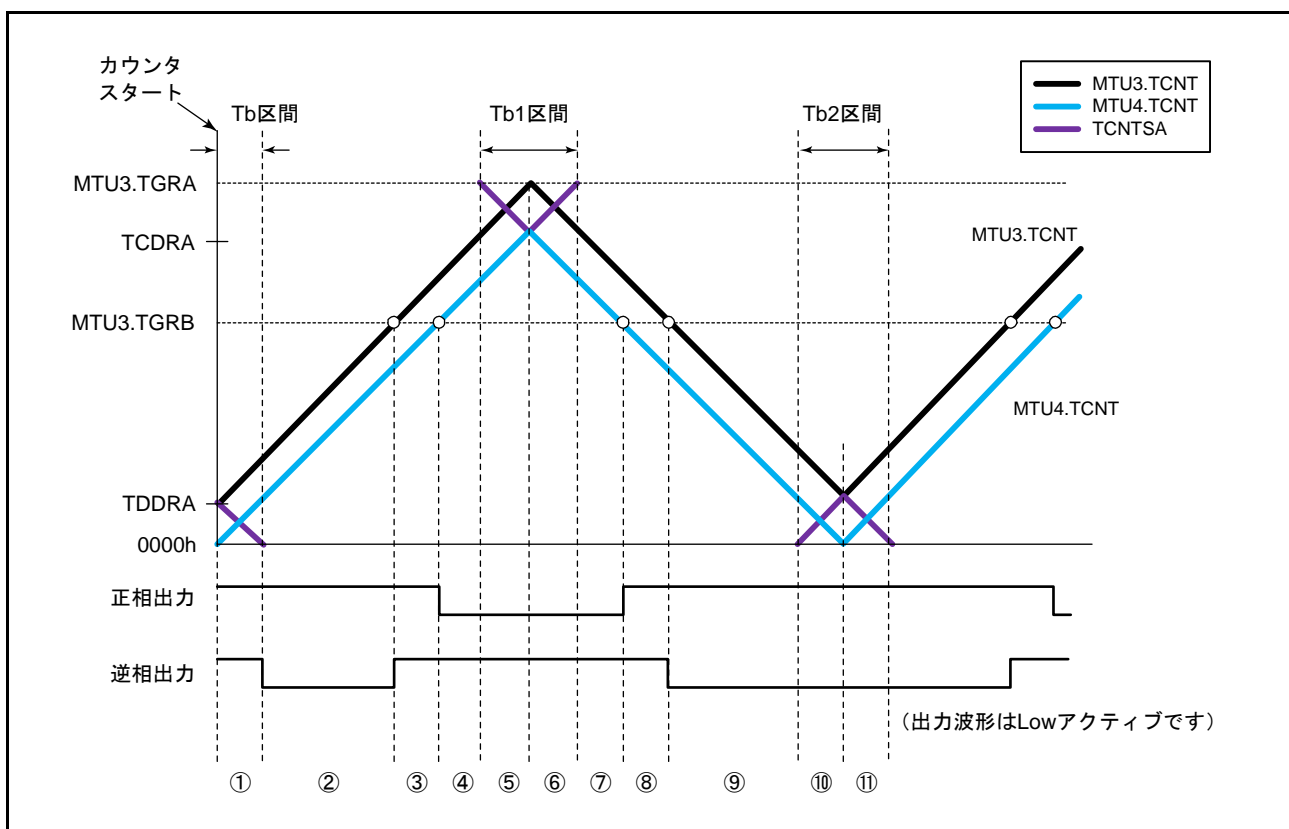 カウンタ
スタート
Tb区間
Tb1区間
Tb2区間
MTU3.TCNT
MTU4.TCNT
TCNTSA
MTU3.TGRA
TCDRA
MTU3.TCNT
MTU3.TGRB
MTU4.TCNT
TDDRA
0000h
正相出力
逆相出力
（出力波形はLowアクティブです）
① ② ③ ④ ⑤ ⑥ ⑦ ⑧ ⑨ ⑩ ⑪